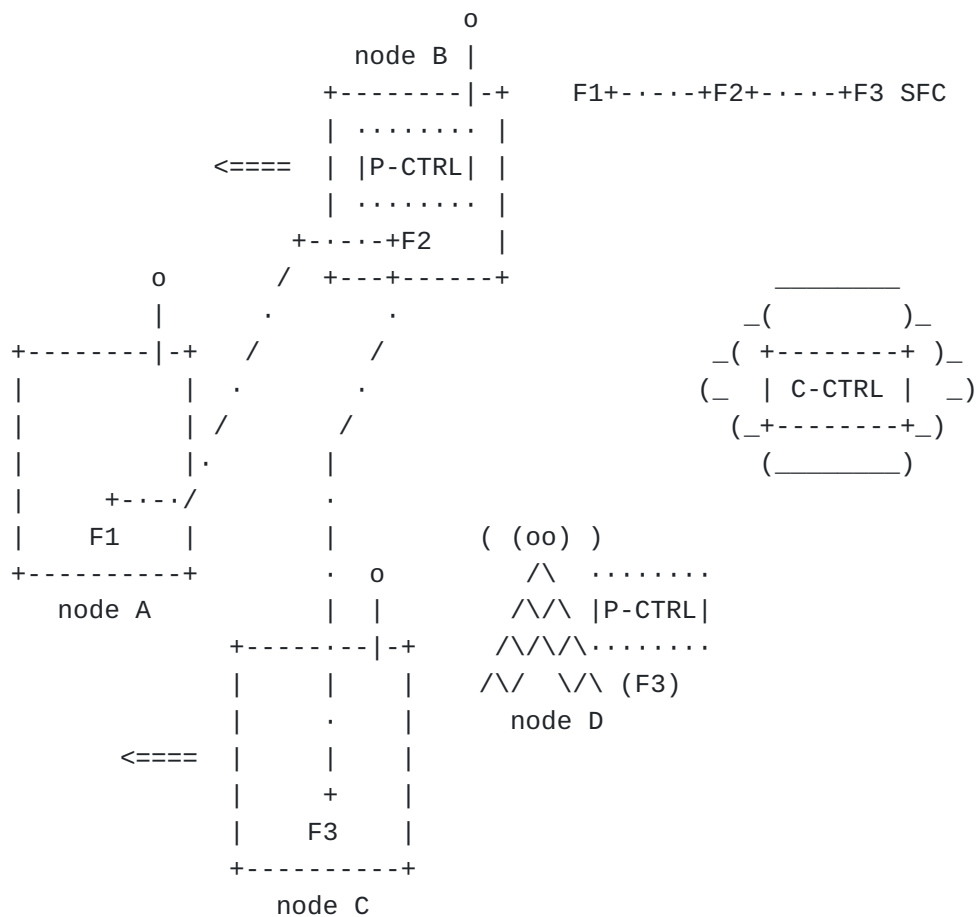 node B
F1+-·-·-+F2+-·-·-+F3 SFC
<==== |P-CTRL|
+-·-·-+F2
C-CTRL
F1
node A
|P-CTRL|
(F3)
node D
<====
F3
node C
( (oo) )